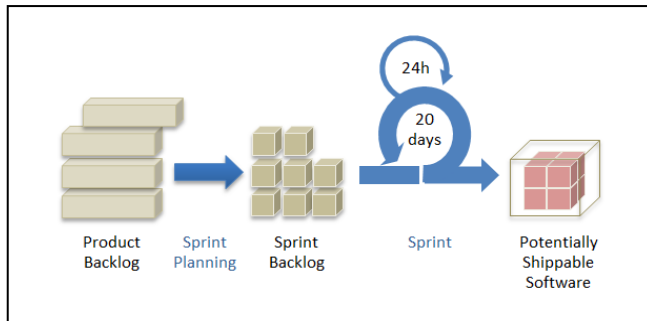 24h
20
days
Product
Backlog
Sprint
Planning
Sprint
Backlog
Sprint
Potentially
Shippable
Software